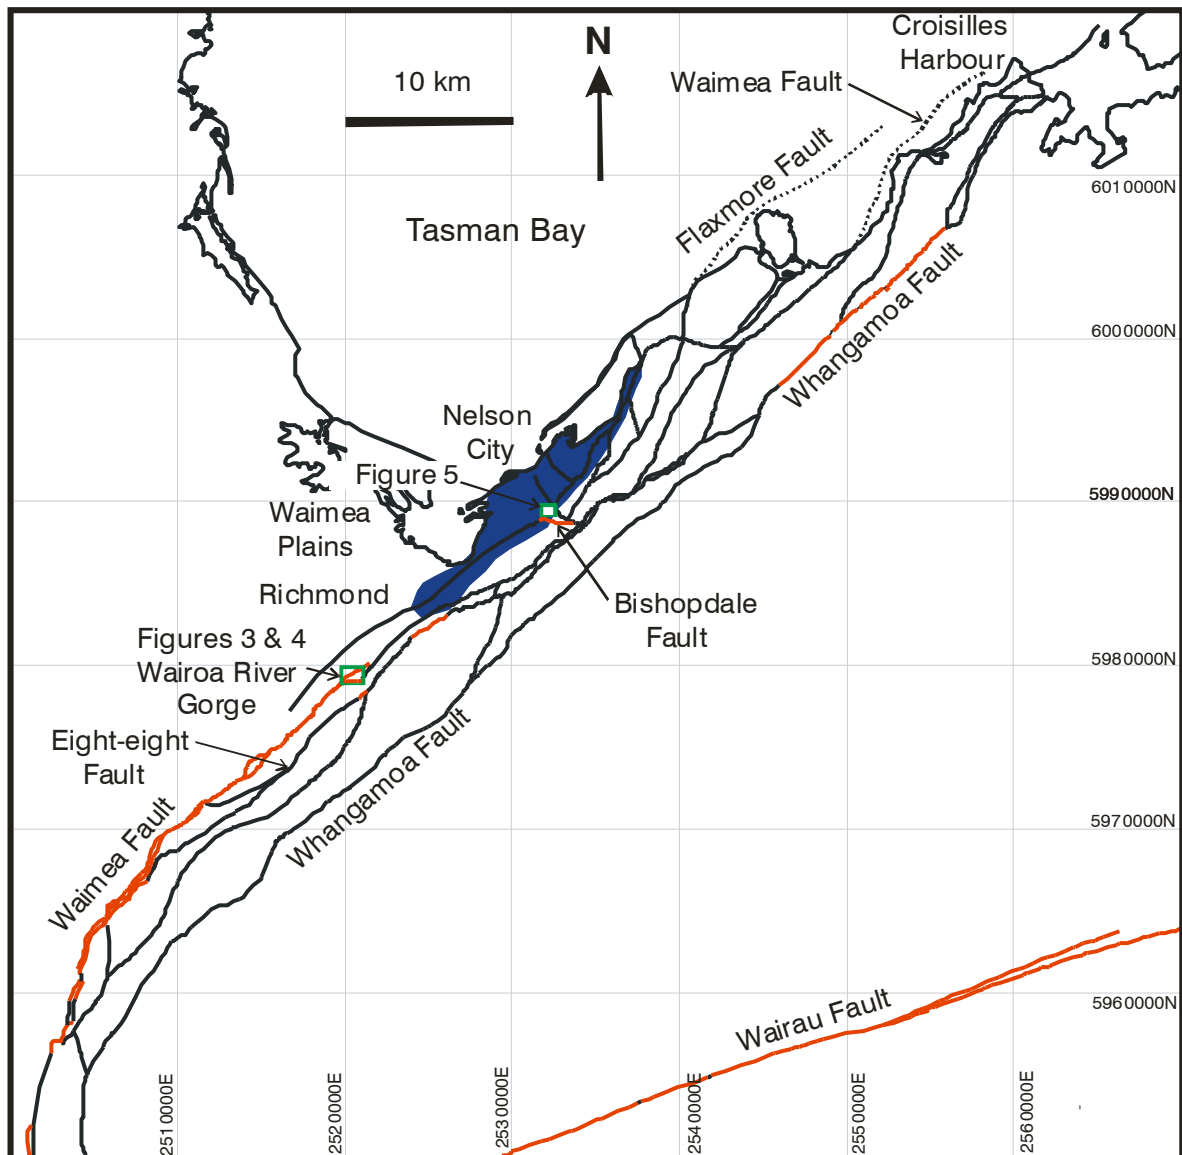 Croisilles
Harbour
N
10 km
Waimea Fault
Flaxmore Fault
6010000N
Tasman Bay
Whangamoa Fault
6000000N
Nelson
City
Figure 5
5990000N
Waimea
Plains
Richmond
Bishopdale
Fault
Figures 3 & 4
Wairoa River
Gorge
5980000N
Eight-eight
Fault
Whangamoa Fault
Waimea Fault
5970000N
Wairau Fault
5960000N
2510000E
2520000E
2530000E
2540000E
2550000E
2560000E